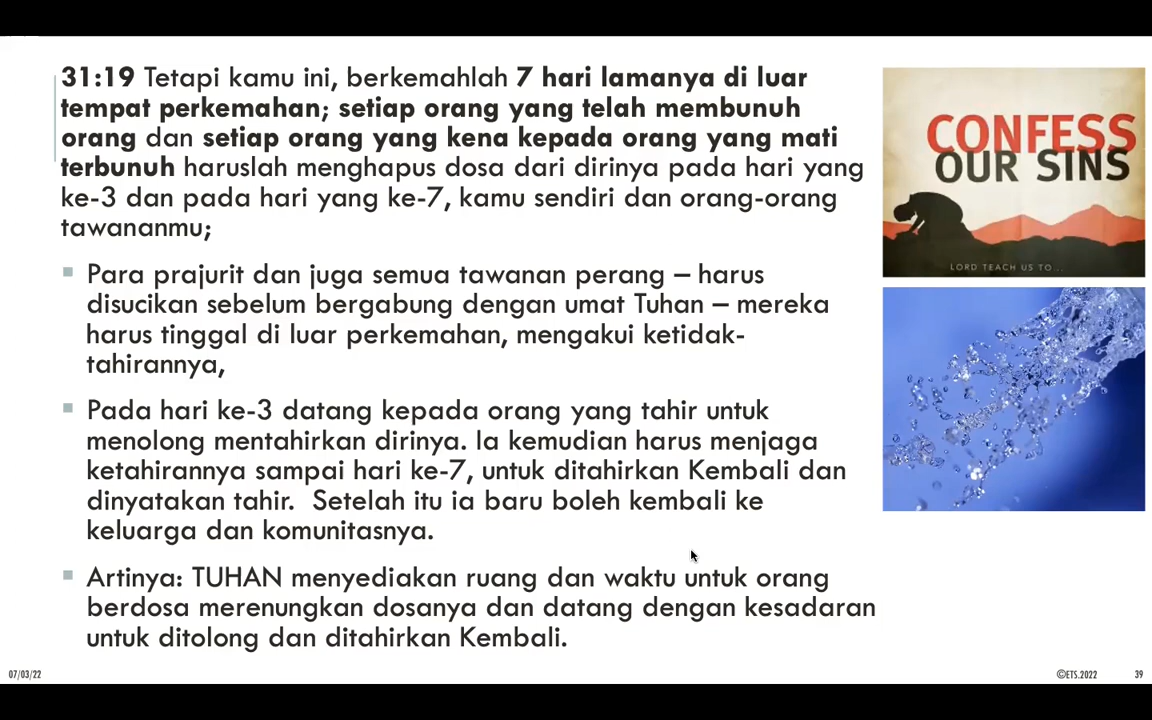 31:19 Tetapi kamu ini, berkemahlah 7 hari lamanya di luar
tempat perkemahan; setiap orang yang telah membunuh
orang dan setiap orang yang kena kepada orang yang mati
terbunuh haruslah menghapus dosa dari dirinya pada hari yang
ke-3 dan pada hari yang ke-7, kamu sendiri dan orang-orang
tawananmu;
Para prajurit dan juga semua tawanan perang – harus
disucikan sebelum bergabung dengan umat Tuhan – mereka
harus tinggal di luar perkemahan, mengakui ketidak-
tahirannya,
Pada hari ke-3 datang kepada orang yang tahir untuk
menolong mentahirkan dirinya. Ia kemudian harus menjaga
ketahirannya sampai hari ke-7, untuk ditahirkan Kembali dan
dinyatakan tahir.  Setelah itu ia baru boleh kembali ke
keluarga dan komunitasnya.
Artinya: TUHAN menyediakan ruang dan waktu untuk orang
berdosa merenungkan dosanya dan datang dengan kesadaran
untuk ditolong dan ditahirkan Kembali.
CONFESS
OUR SINS
LORD TEACH US TO...
07/03/22
©ETS.2022
39